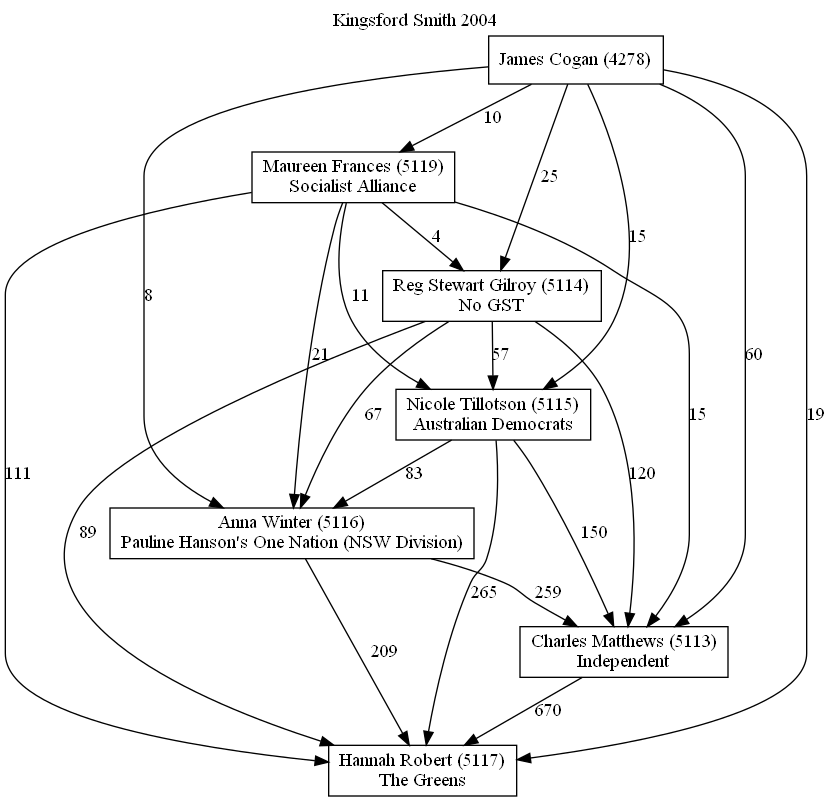 Kingsford Smith 2004
James Cogan (4278)
10
Maureen Frances (5119)
Socialist Alliance
25
15
4
Reg Stewart Gilroy (5114)
No GST
8
11
21
57
60
Nicole Tillotson (5115)
Australian Democrats
67
15
19
111
83
120
Anna Winter (5116)
Pauline Hanson's One Nation (NSW Division)
89
150
265
259
Charles Matthews (5113)
Independent
209
670
Hannah Robert (5117)
The Greens